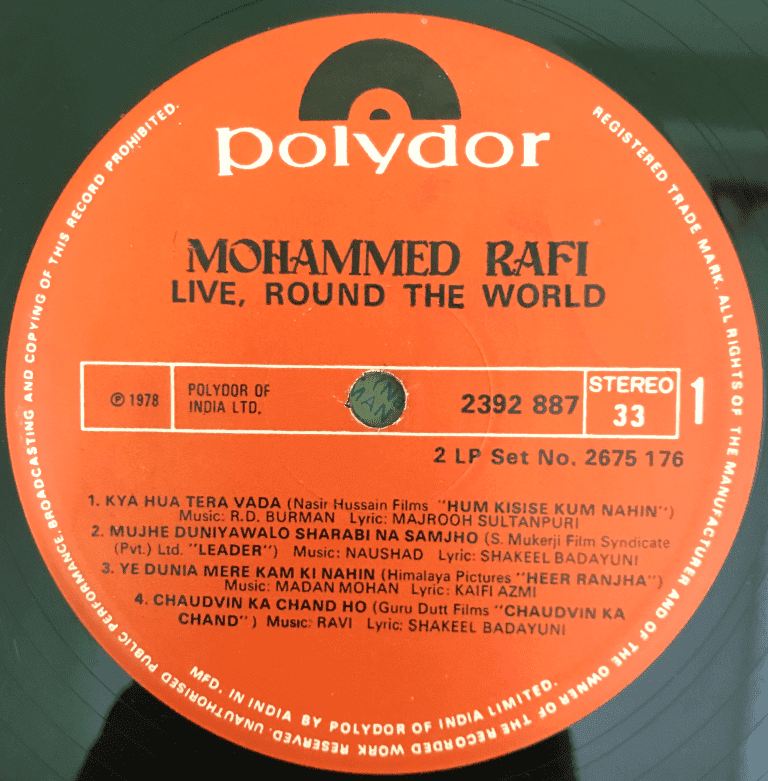 polydor
MOHAMMED RAFI
LIVE, ROUND THE WORLD
℗ 1978
POLYDOR OF
INDIA LTD.
2392 887
STEREO
33
1
2 LP Set No. 2675 176
1. KYA HUA TERA VADA (Nasir Hussain Films "HUM KISISE KUM NAHIN")
Music: R.D. BURMAN Lyric: MAJROOH SULTANPURI
2. MUJHE DUNIYAWALO SHARABI NA SAMJHO (S. Mukerji Film Syndicate
(Pvt.) Ltd. "LEADER") Music: NAUSHAD Lyric: SHAKEEL BADAYUNI
3. YE DUNIA MERE KAM KI NAHIN (Himalaya Pictures "HEER RANJHA")
Music: MADAN MOHAN Lyric: KAIFI AZMI
4. CHAUDVIN KA CHAND HO (Guru Dutt Films "CHAUDVIN KA
CHAND") Music: RAVI Lyric: SHAKEEL BADAYUNI
MFD. IN INDIA BY POLYDOR OF INDIA LIMITED.
REGISTERED TRADE MARK. ALL RIGHTS OF THE MANUFACTURER AND OF THE OWNER OF THE RECORDED WORK RESERVED. UNAUTHORISED PUBLIC PERFORMANCE, BROADCASTING AND COPYING OF THIS RECORD PROHIBITED.